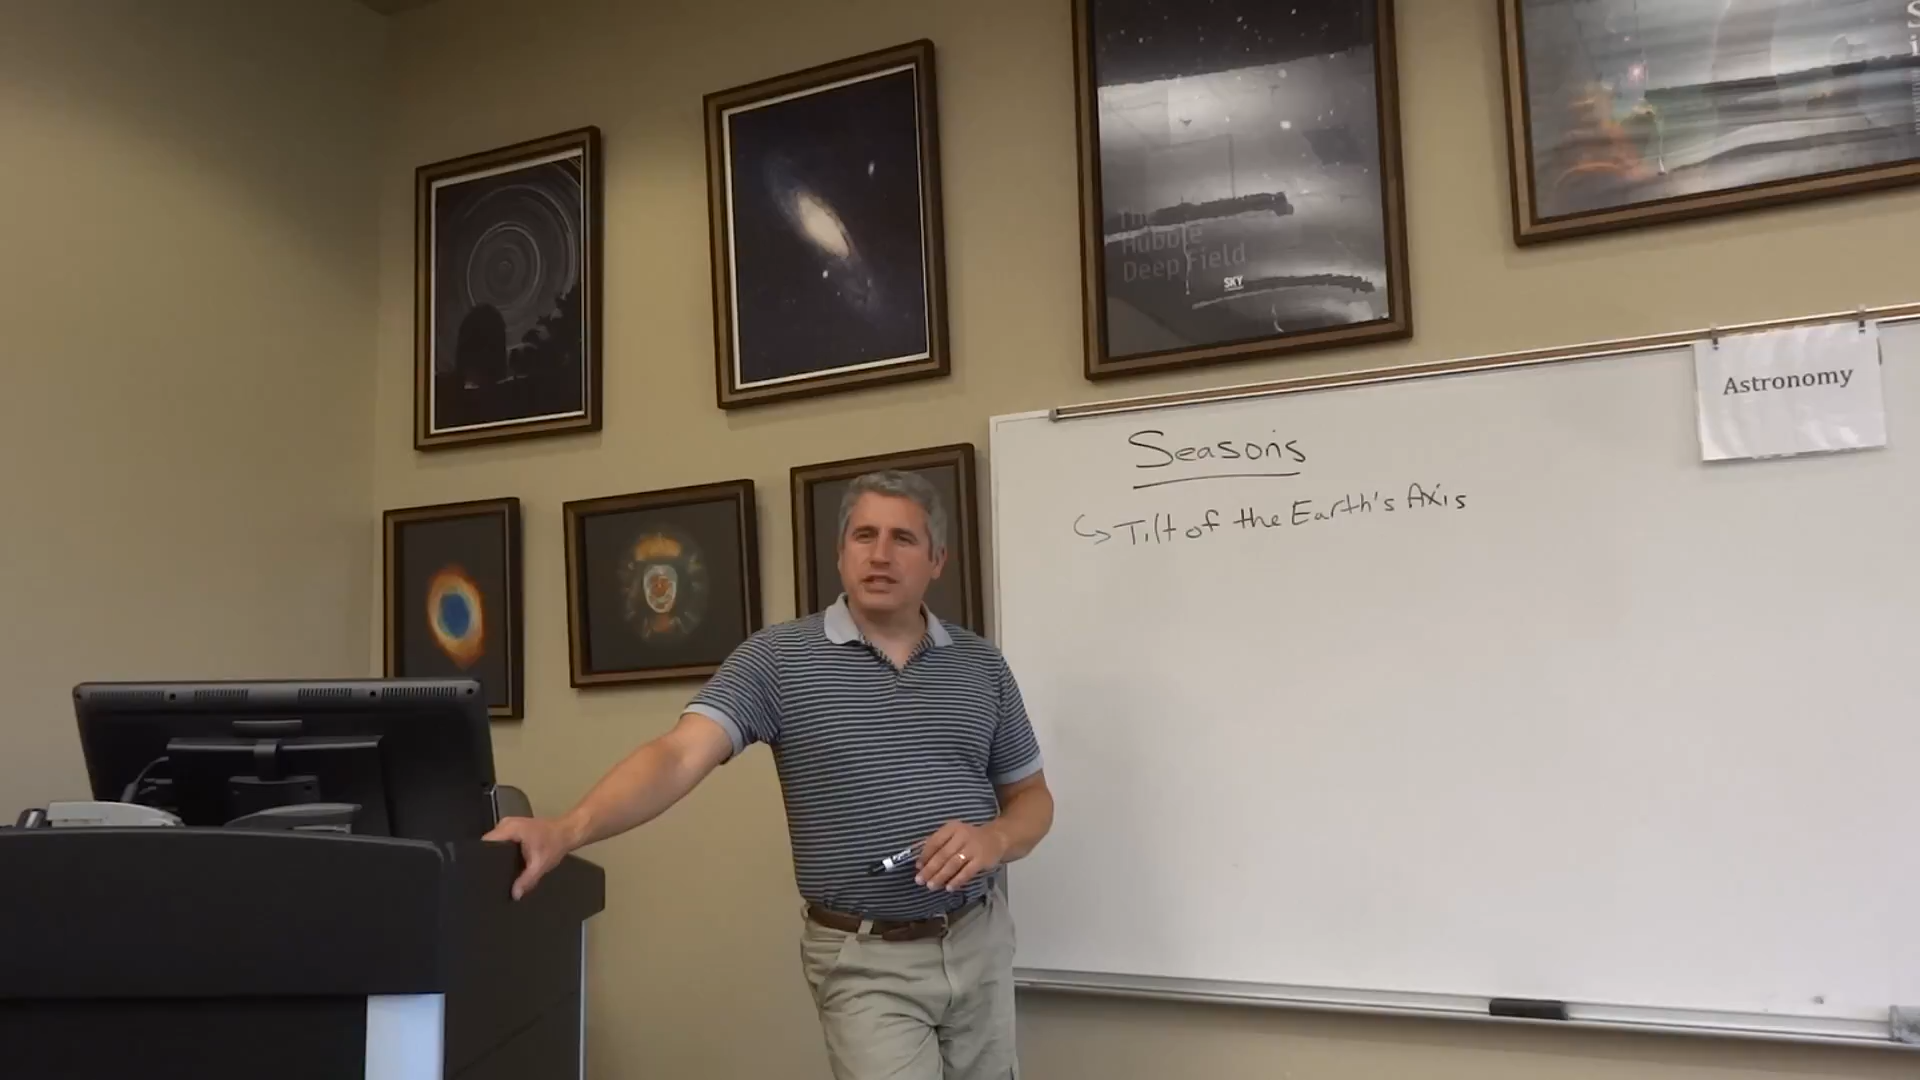 The
Hubble
Deep Field
SKY
Astronomy
Seasons
↳ Tilt of the Earth's Axis